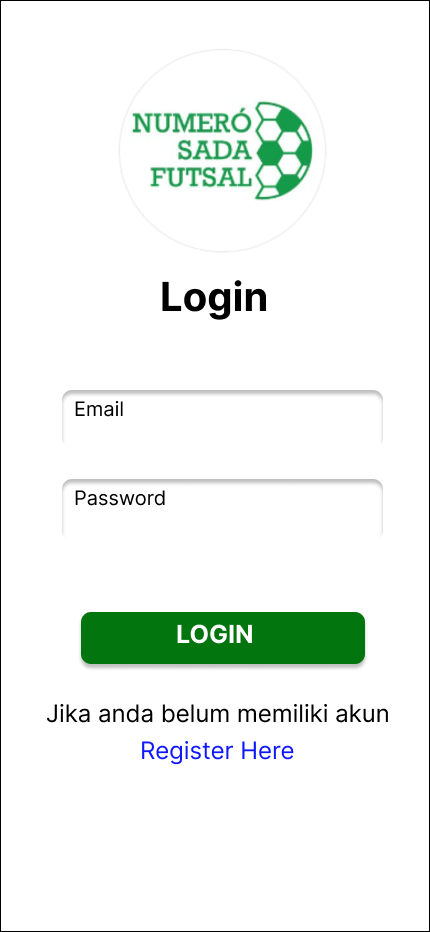 NUMERÓ
SADA
FUTSAL
Login
Email
Password
LOGIN
Jika anda belum memiliki akun
Register Here